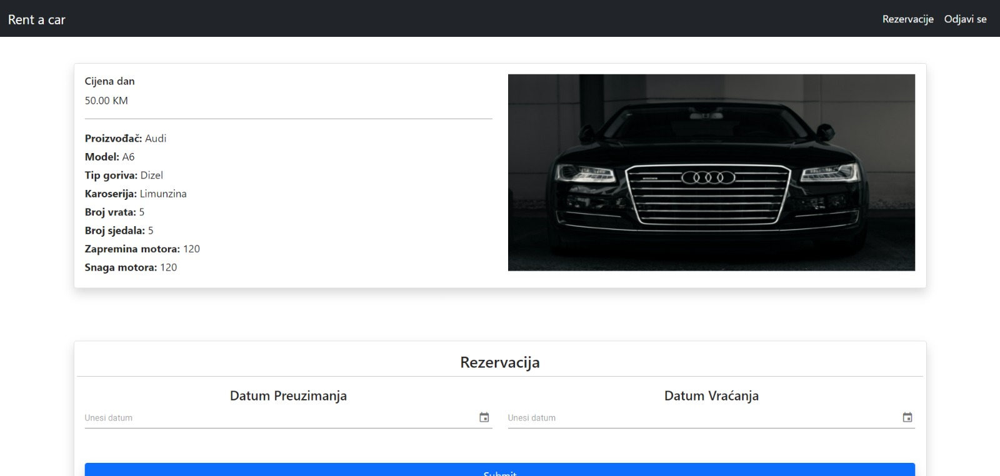 Rent a car
Rezervacije Odjavi se
Cijena dan
50.00 KM
Proizvođač: Audi
Model: A6
Tip goriva: Dizel
Karoserija: Limunzina
Broj vrata: 5
Broj sjedala: 5
Zapremina motora: 120
Snaga motora: 120
Rezervacija
Datum Preuzimanja
Unesi datum
Datum Vraćanja
Unesi datum
Submit